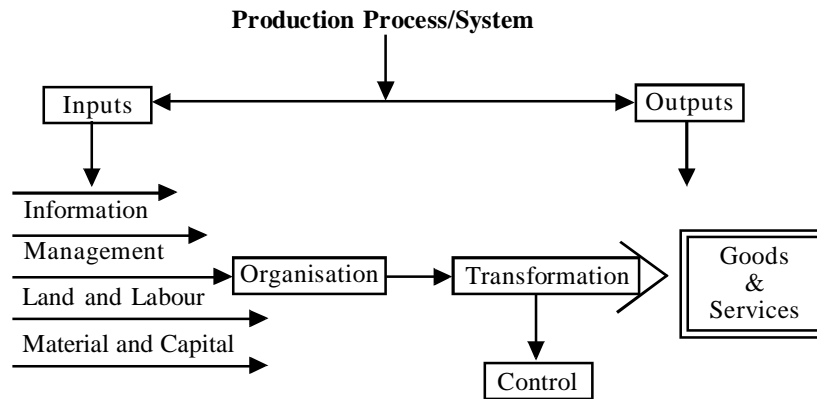 Production Process/System
Inputs
Outputs
Information
Management
Organisation
Transformation
Goods
&
Services
Land and Labour
Material and Capital
Control